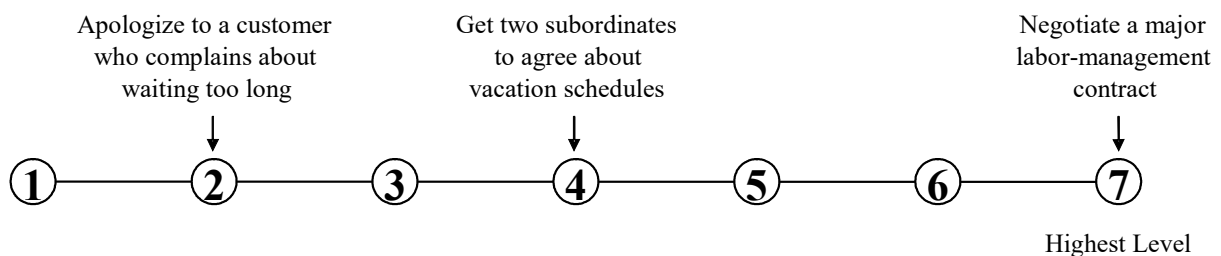 Apologize to a customer
who complains about
waiting too long
Get two subordinates
to agree about
vacation schedules
Negotiate a major
labor-management
contract
1 2 3 4 5 6 7
Highest Level